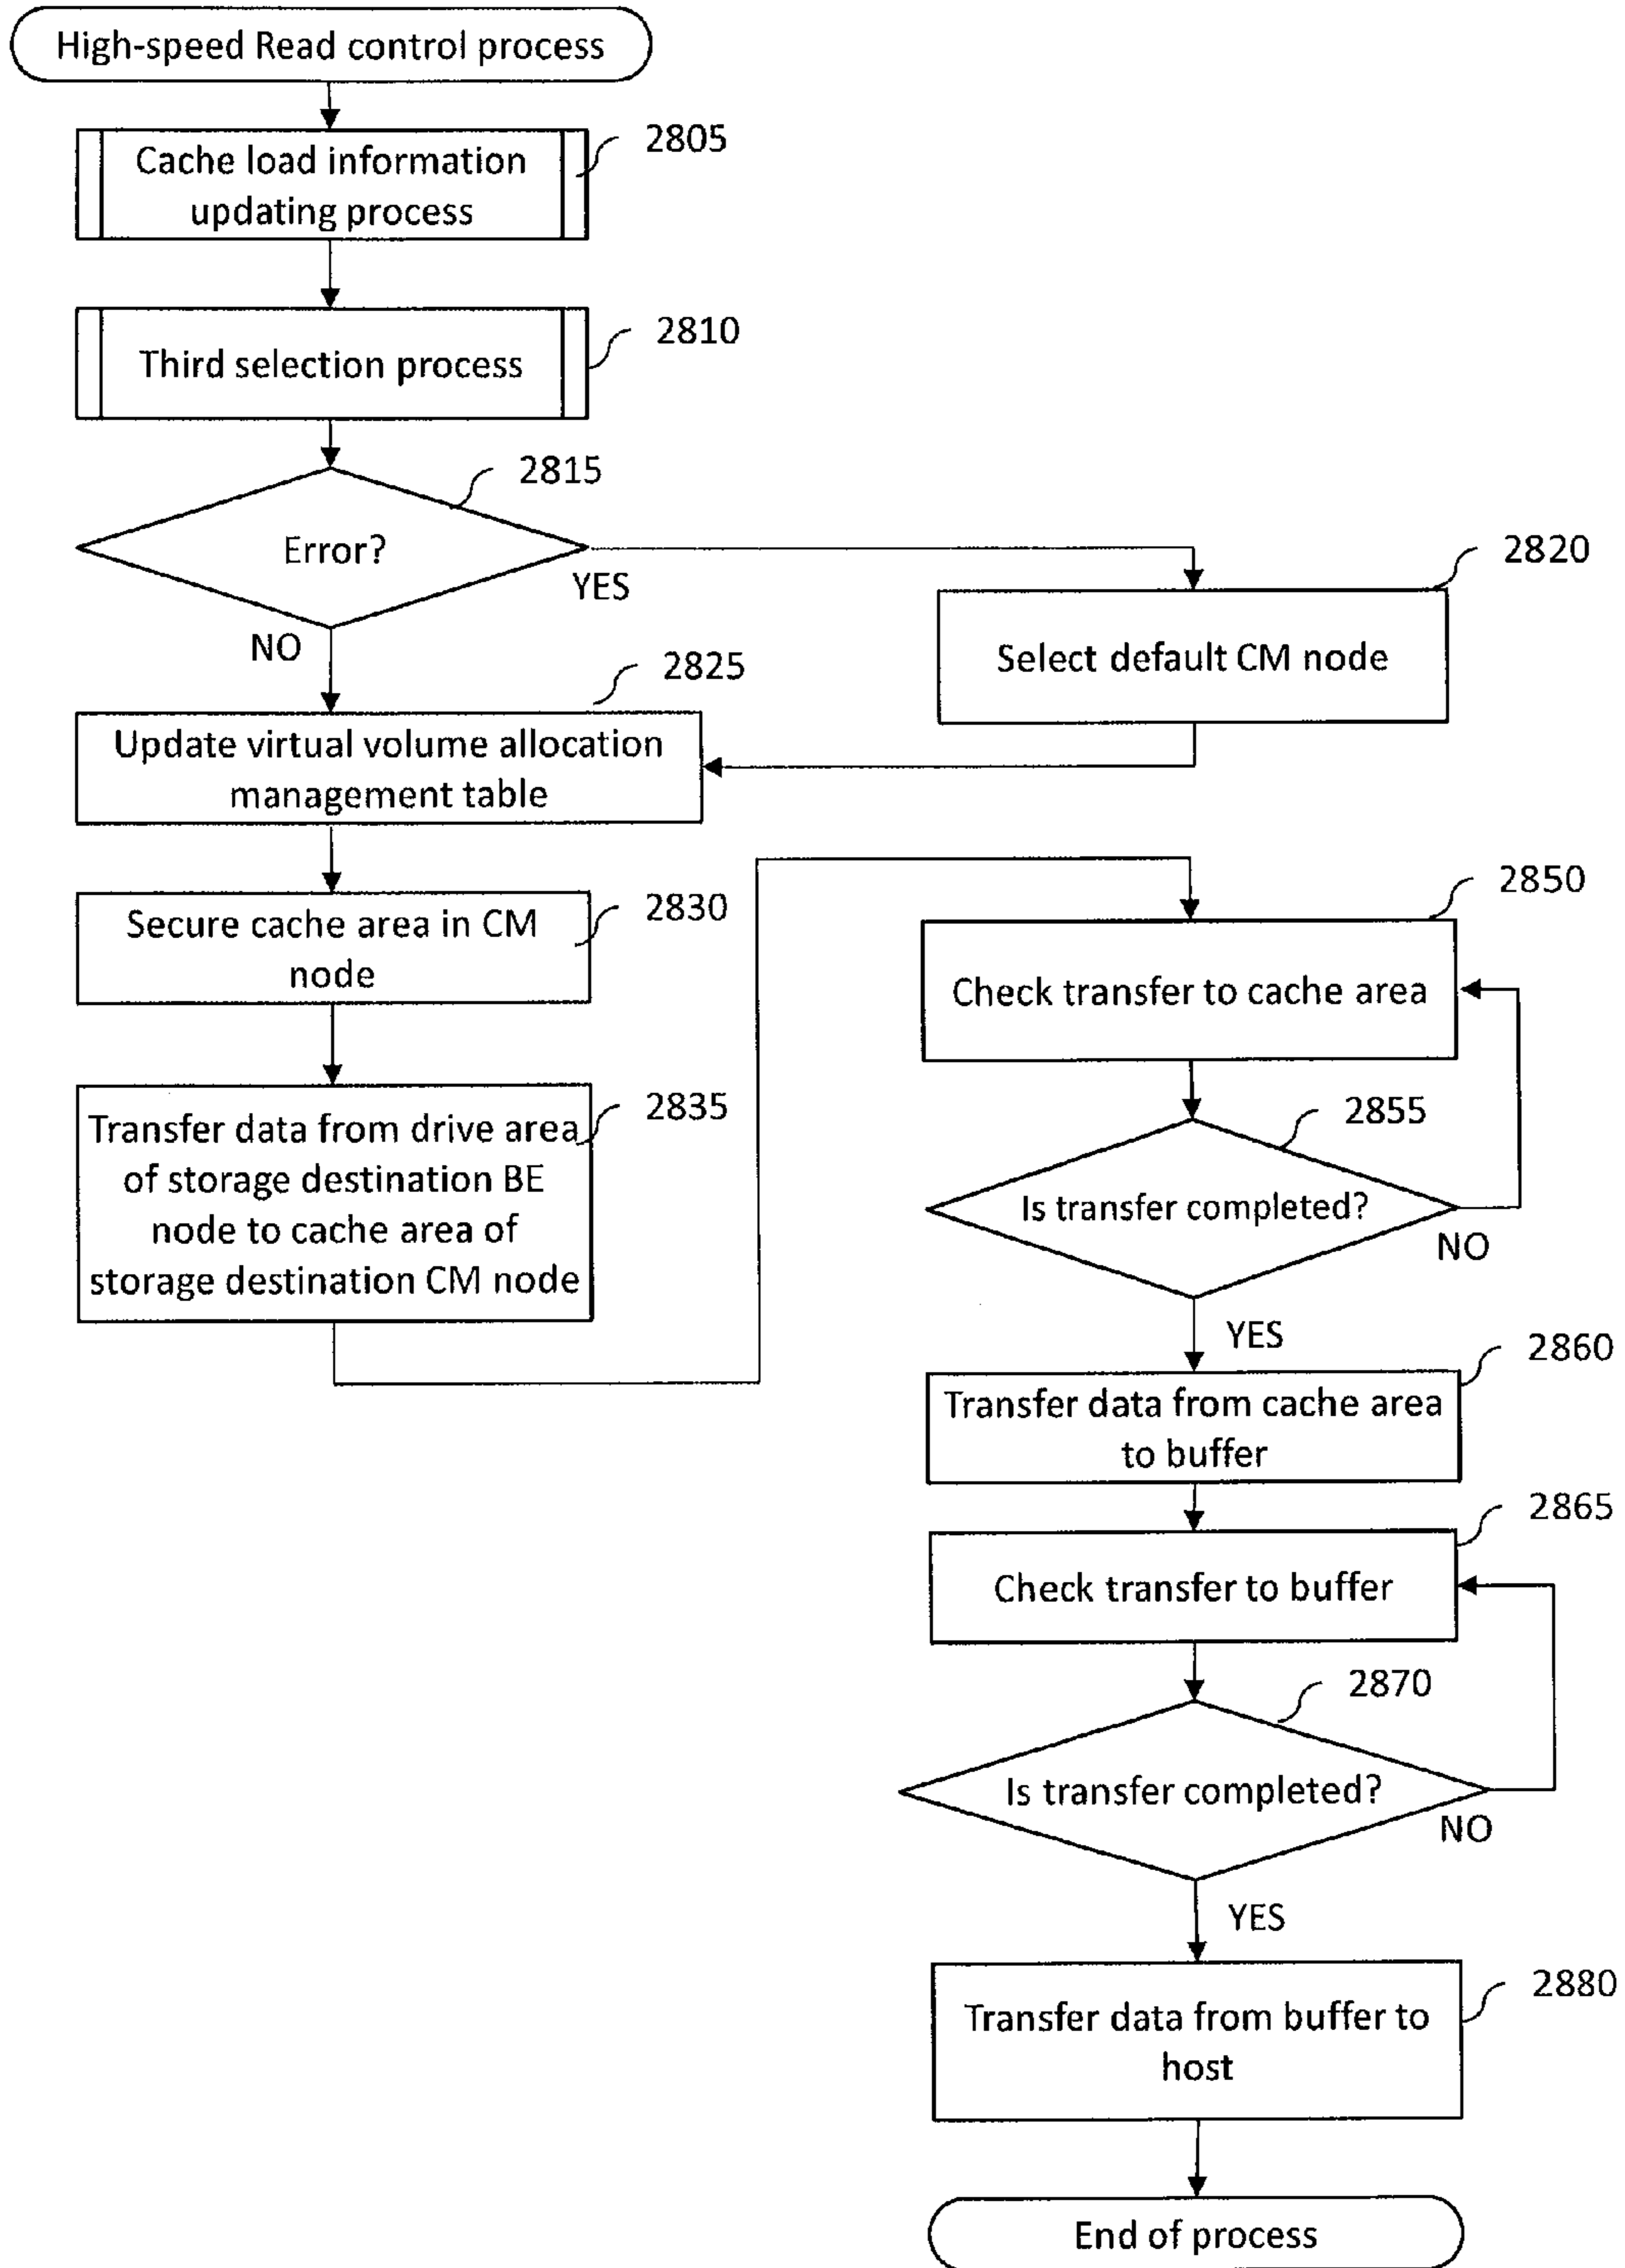 High-speed Read control process
2805
Cache load information
updating process
2810
Third selection process
2815
Error?
YES
NO
2820
Select default CM node
2825
Update virtual volume allocation
management table
2830
Secure cache area in CM
node
2835
Transfer data from drive area
of storage destination BE
node to cache area of
storage destination CM node
2850
Check transfer to cache area
2855
Is transfer completed?
NO
YES
2860
Transfer data from cache area
to buffer
2865
Check transfer to buffer
2870
Is transfer completed?
NO
YES
2880
Transfer data from buffer to
host
End of process